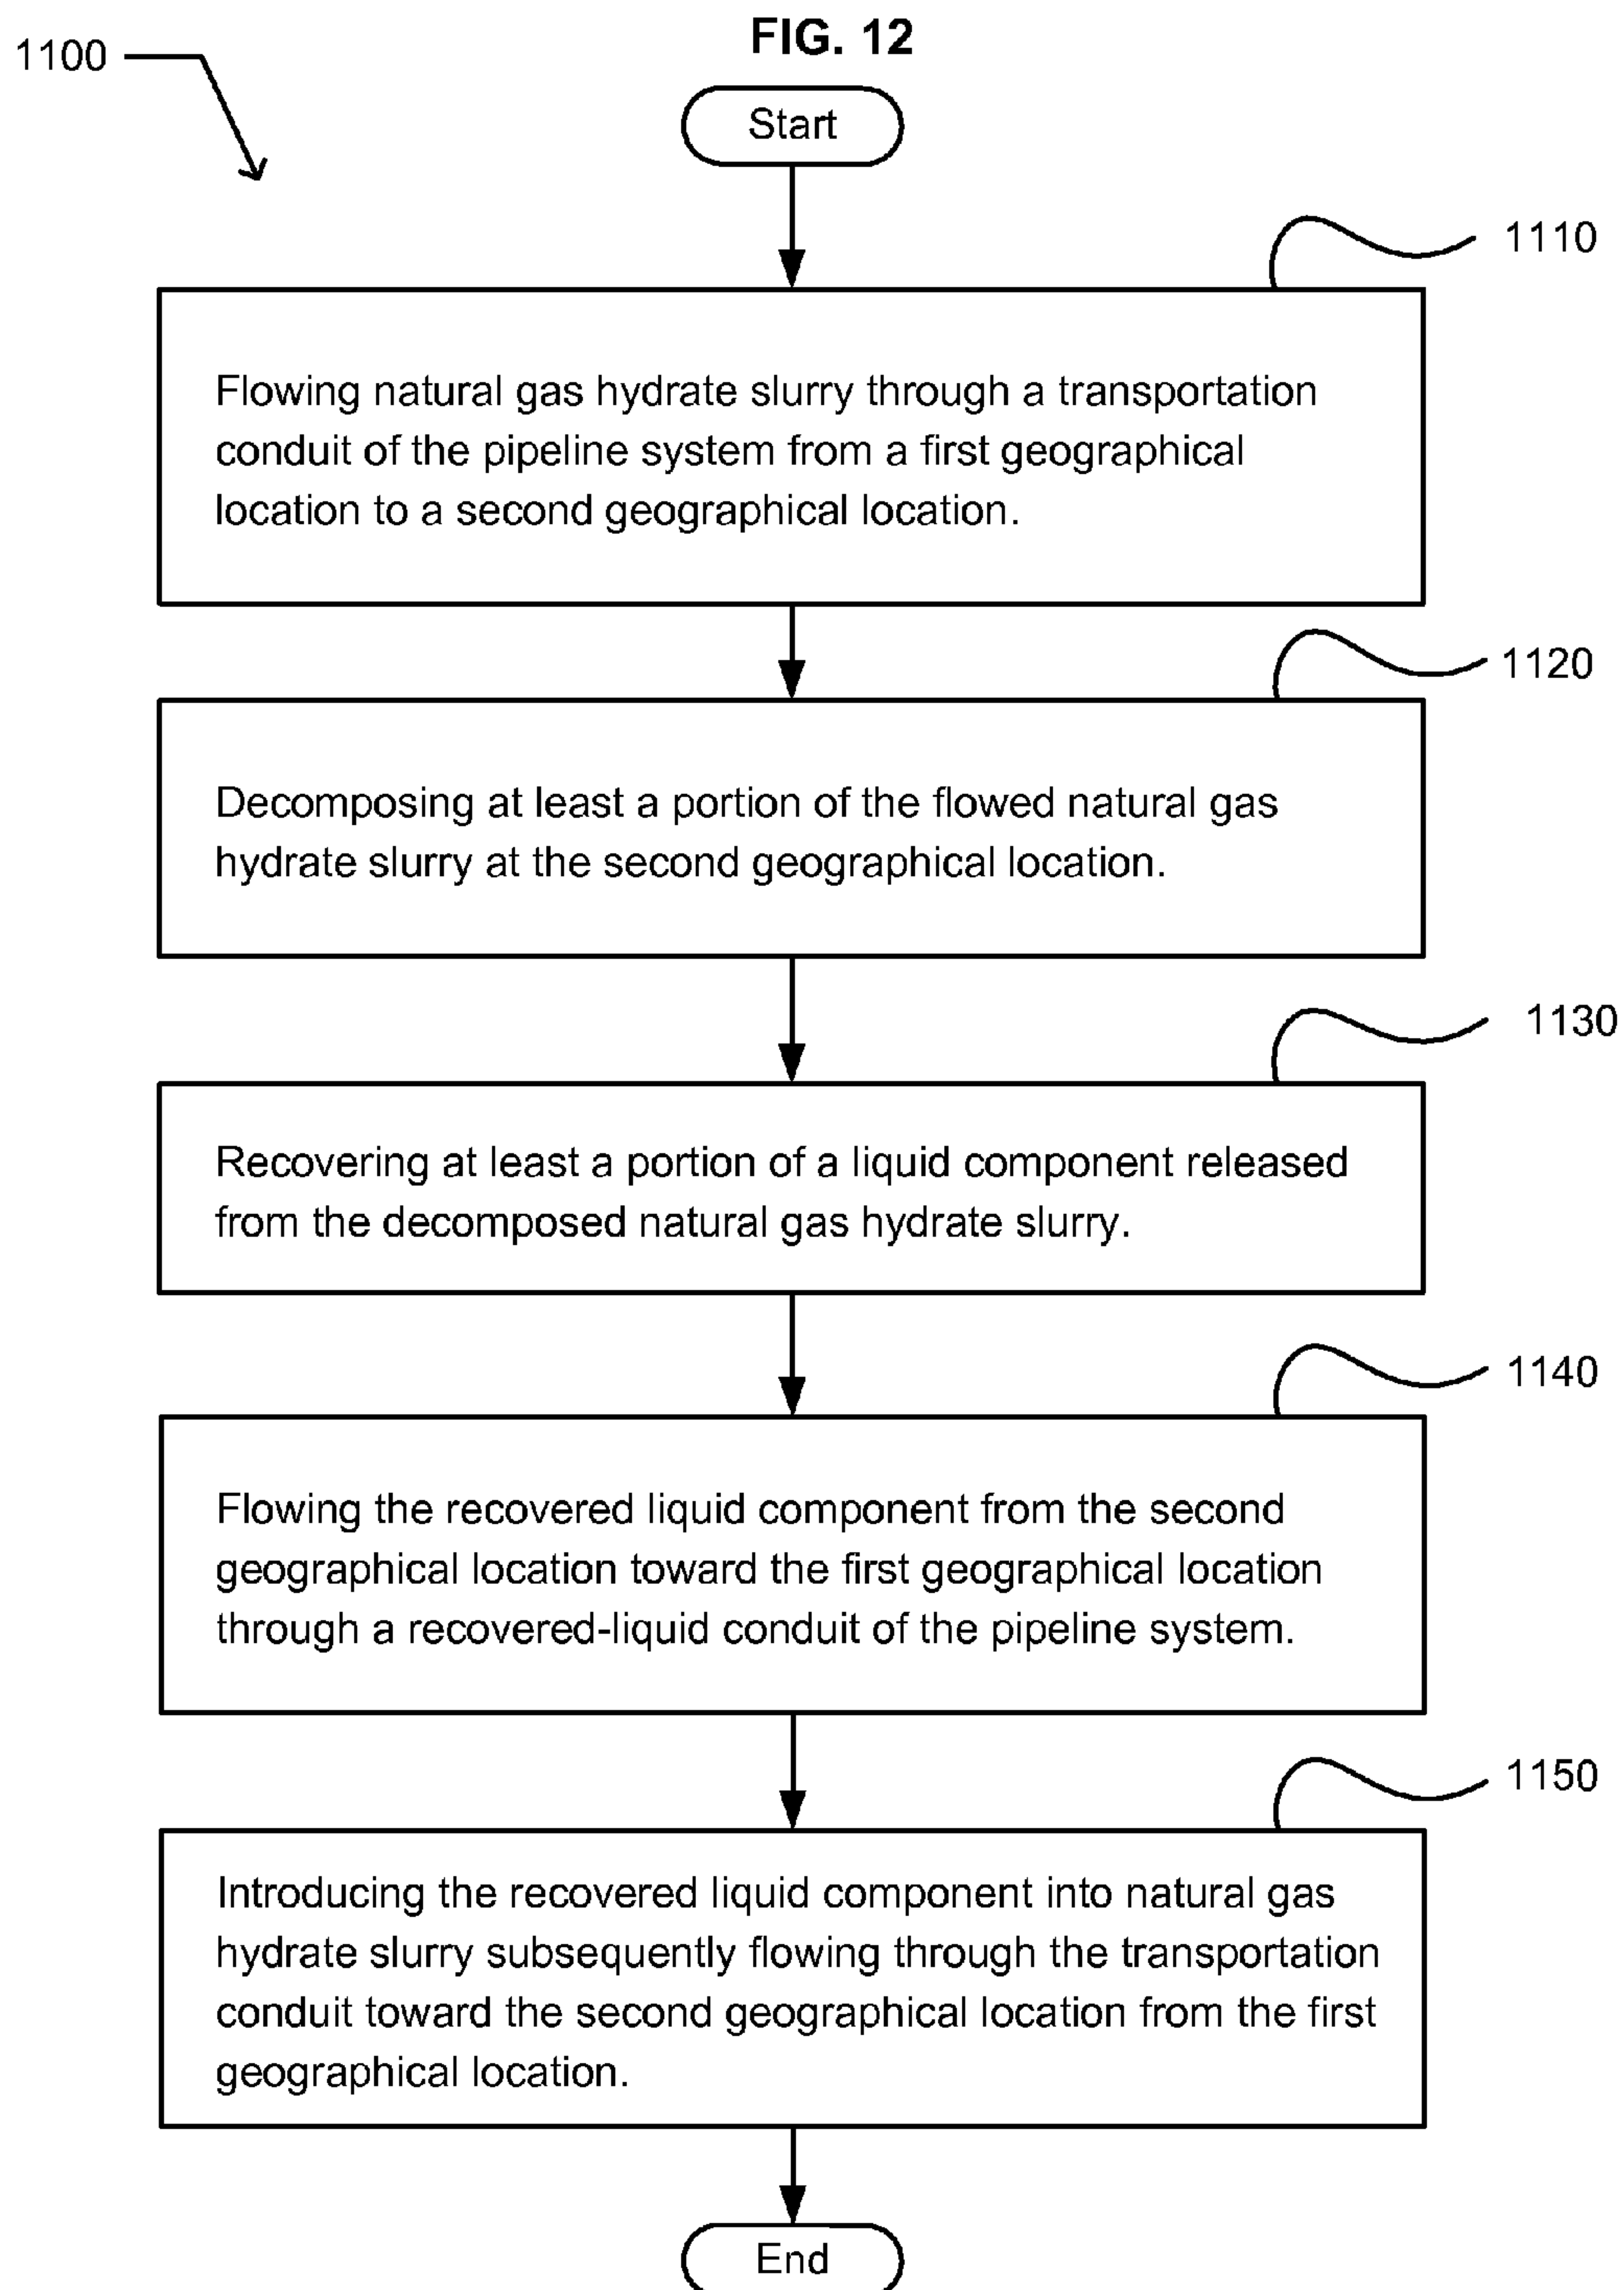 FIG. 12
1100
Start
1110
Flowing natural gas hydrate slurry through a transportation
conduit of the pipeline system from a first geographical
location to a second geographical location.
1120
Decomposing at least a portion of the flowed natural gas
hydrate slurry at the second geographical location.
1130
Recovering at least a portion of a liquid component released
from the decomposed natural gas hydrate slurry.
1140
Flowing the recovered liquid component from the second
geographical location toward the first geographical location
through a recovered-liquid conduit of the pipeline system.
1150
Introducing the recovered liquid component into natural gas
hydrate slurry subsequently flowing through the transportation
conduit toward the second geographical location from the first
geographical location.
End